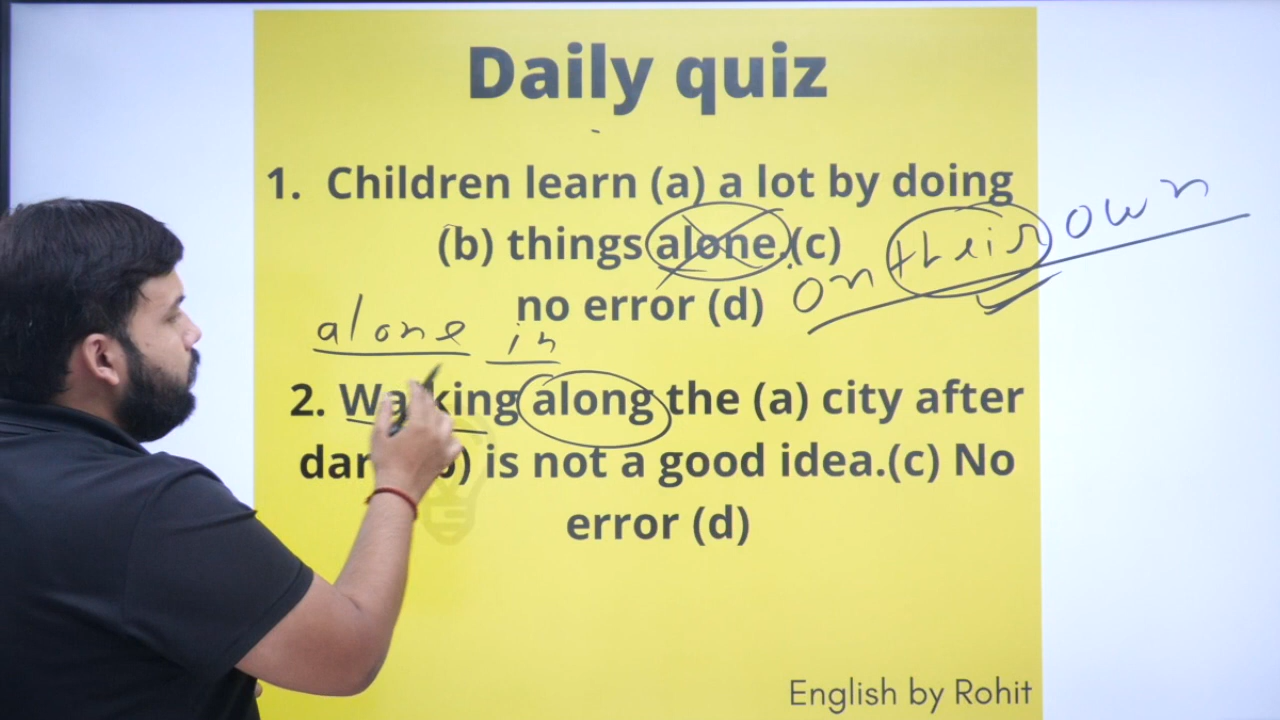 Daily quiz
1. Children learn (a) a lot by doing
(b) things alone.(c)
on their own
no error (d)
alone in
2. Walking along the (a) city after
dar b) is not a good idea.(c) No
error (d)
English by Rohit